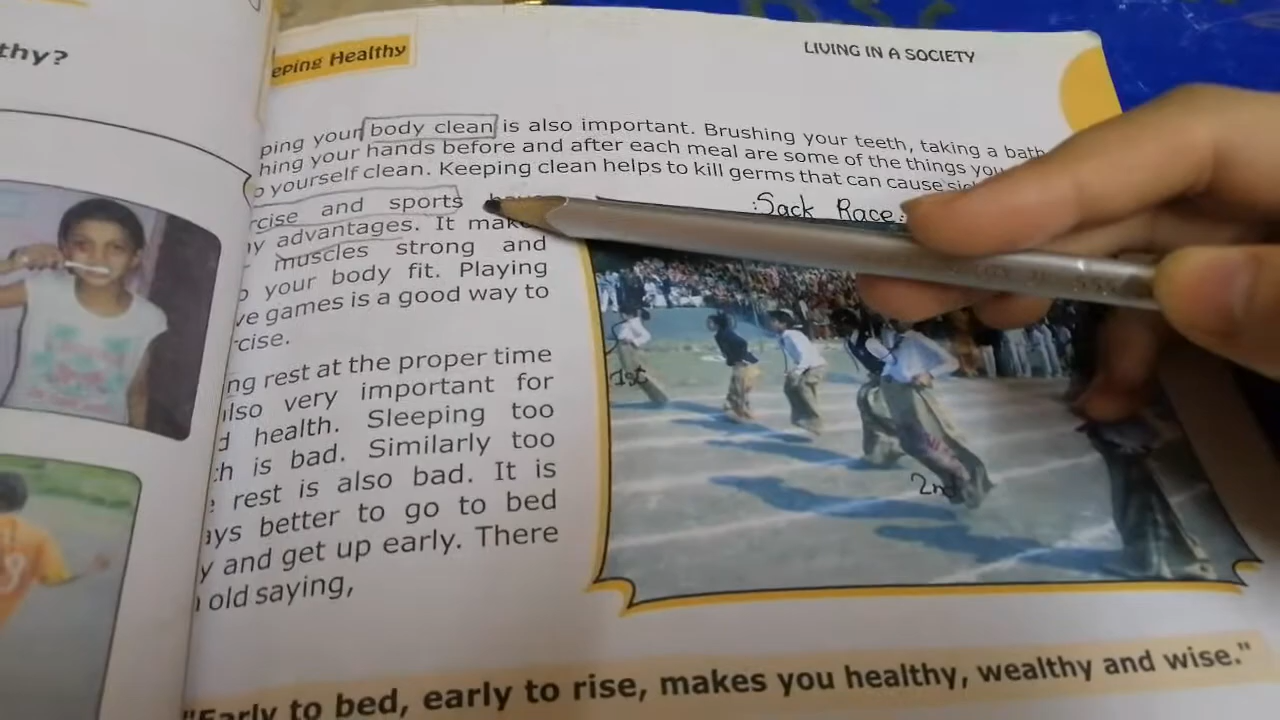 thy?
eping Healthy
LIVING IN A SOCIETY
ping your body clean is also important. Brushing your teeth, taking a bath
hing your hands before and after each meal are some of the things you
o yourself clean. Keeping clean helps to kill germs that can cause
rcise and sports
ny advantages. It make
muscles strong and
p your body fit. Playing
ve games is a good way to
rcise.
ng rest at the proper time
also very important for
d health. Sleeping too
ch is bad. Similarly too
e rest is also bad. It is
ays better to go to bed
y and get up early. There
old saying,
Sack Race
1st
2nd
"Early to bed, early to rise, makes you healthy, wealthy and wise."